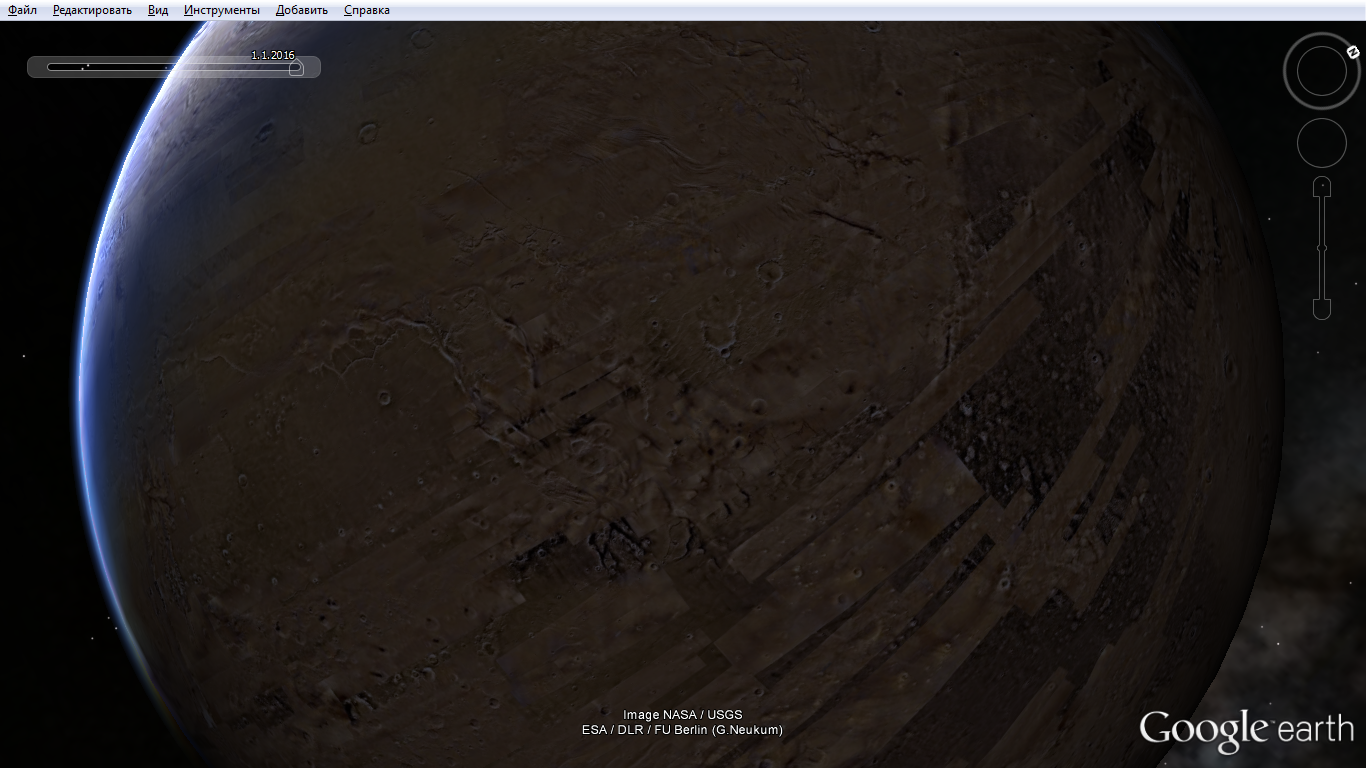 Файл Редактировать Вид Инструменты Добавить Справка
1.1.2016
N
Image NASA / USGS
ESA / DLR / FU Berlin (G.Neukum)
Google earth